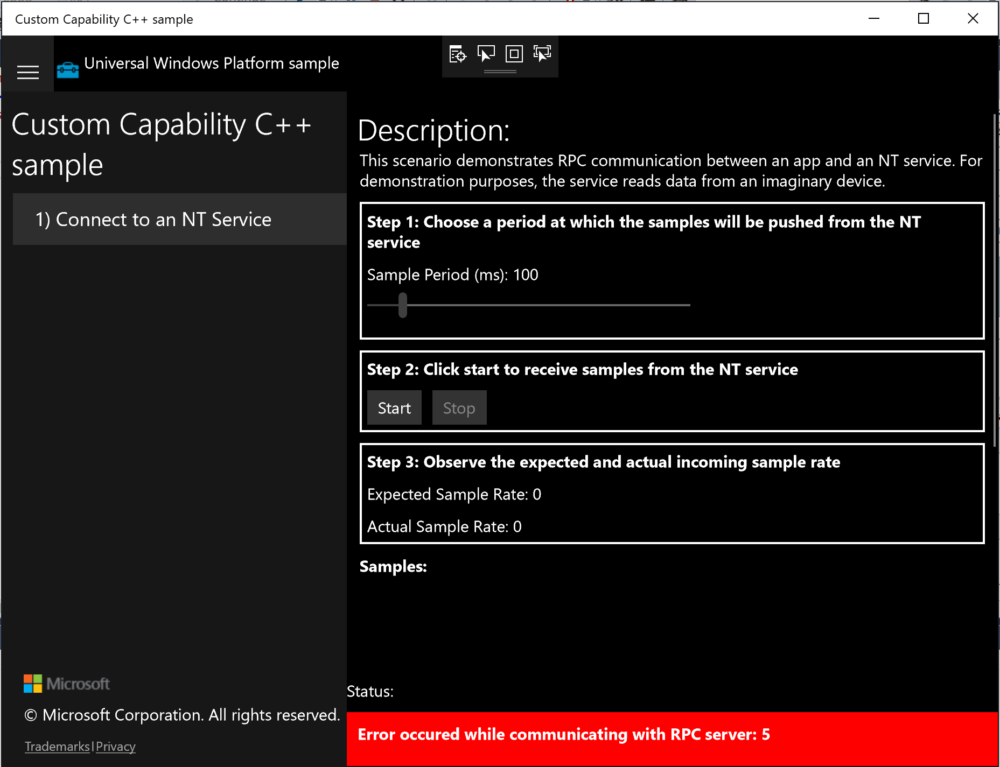 Custom Capability C++ sample
Universal Windows Platform sample
Custom Capability C++
sample
1) Connect to an NT Service
Description:
This scenario demonstrates RPC communication between an app and an NT service. For
demonstration purposes, the service reads data from an imaginary device.
Step 1: Choose a period at which the samples will be pushed from the NT
service
Sample Period (ms): 100
Step 2: Click start to receive samples from the NT service
Start Stop
Step 3: Observe the expected and actual incoming sample rate
Expected Sample Rate: 0
Actual Sample Rate: 0
Samples:
Status:
Error occured while communicating with RPC server: 5
Microsoft
© Microsoft Corporation. All rights reserved.
Trademarks|Privacy